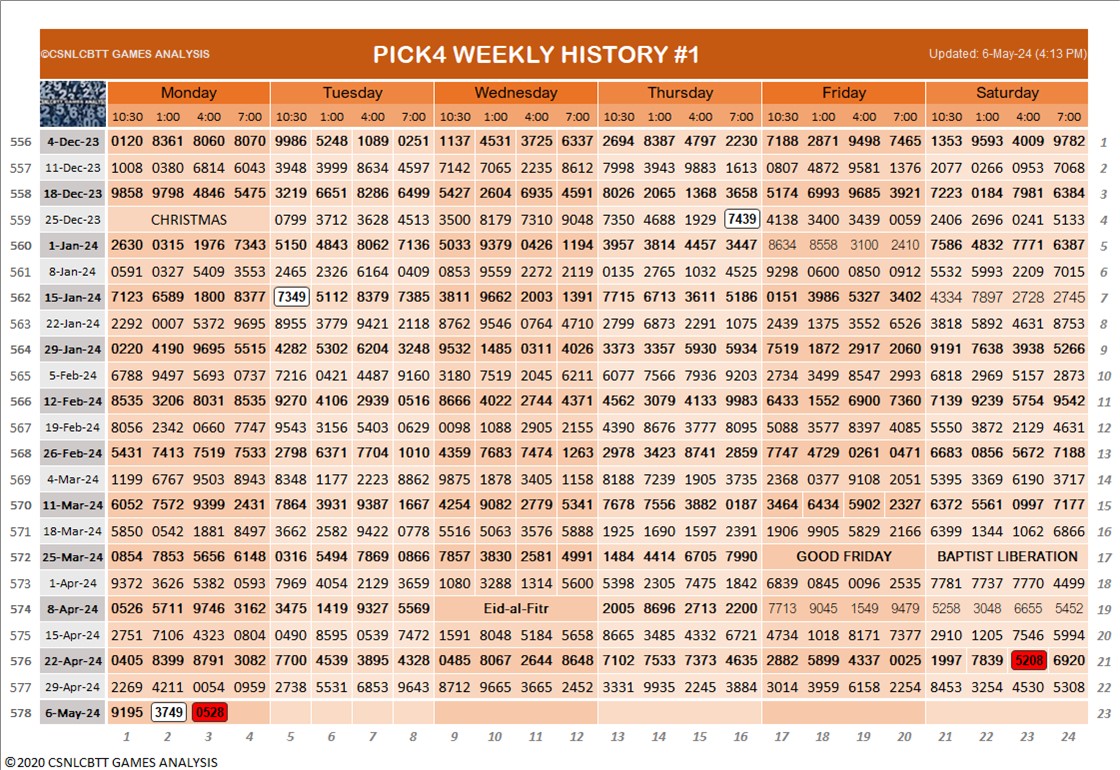 ©CSNLCBTT GAMES ANALYSIS PICK4 WEEKLY HISTORY #1 Updated: 6-May-24 (4:13 PM)
Monday Tuesday Wednesday Thursday Friday Saturday
10:30 1:00 4:00 7:00 10:30 1:00 4:00 7:00 10:30 1:00 4:00 7:00 10:30 1:00 4:00 7:00 10:30 1:00 4:00 7:00 10:30 1:00 4:00 7:00
556 4-Dec-23 0120 8361 8060 8070 9986 5248 1089 0251 1137 4531 3725 6337 2694 8387 4797 2230 7188 2871 9498 7465 1353 9593 4009 9782 1
557 11-Dec-23 1008 0380 6814 6043 3948 3999 8634 4597 7142 7065 2235 8612 7998 3943 9883 1613 0807 4872 9581 1376 2077 0266 0953 7068 2
558 18-Dec-23 9858 9798 4846 5475 3219 6651 8286 6499 5427 2604 6935 4591 8026 2065 1368 3658 5174 6993 9685 3921 7223 0184 7981 6384 3
559 25-Dec-23 CHRISTMAS 0799 3712 3628 4513 3500 8179 7310 9048 7350 4688 1929 7439 4138 3400 3439 0059 2406 2696 0241 5133 4
560 1-Jan-24 2630 0315 1976 7343 5150 4843 8062 7136 5033 9379 0426 1194 3957 3814 4457 3447 8634 8558 3100 2410 7586 4832 7771 6387 5
561 8-Jan-24 0591 0327 5409 3553 2465 2326 6164 0409 0853 9559 2272 2119 0135 2765 1032 4525 9298 0600 0850 0912 5532 5993 2209 7015 6
562 15-Jan-24 7123 6589 1800 8377 7349 5112 8379 7385 3811 9662 2003 1391 7715 6713 3611 5186 0151 3986 5327 3402 4334 7897 2728 2745 7
563 22-Jan-24 2292 0007 5372 9695 8955 3779 9421 2118 8762 9546 0764 4710 2799 6873 2291 1075 2439 1375 3552 6526 3818 5892 4631 8753 8
564 29-Jan-24 0220 4190 9695 5515 4282 5302 6204 3248 9532 1485 0311 4026 3373 3357 5930 5934 7519 1872 2917 2060 9191 7638 3938 5266 9
565 5-Feb-24 6788 9497 5693 0737 7216 0421 4487 9160 3180 7519 2045 6211 6077 7566 7936 9203 2734 3499 8547 2993 6818 2969 5157 2873 10
566 12-Feb-24 8535 3206 8031 8535 9270 4106 2939 0516 8666 4022 2744 4371 4562 3079 4133 9983 6433 1552 6900 7360 7139 9239 5754 9542 11
567 19-Feb-24 8056 2342 0660 7747 9543 3156 5403 0629 0098 1088 2905 2155 4390 8676 3777 8095 5088 3577 8397 4085 5550 3872 2129 4631 12
568 26-Feb-24 5431 7413 7519 7533 2798 6371 7704 1010 4359 7683 7474 1263 2978 3423 8741 2859 7747 4729 0261 0471 6683 0856 5672 7188 13
569 4-Mar-24 1199 6767 9503 8943 8348 1177 2223 8862 9875 1878 3405 1158 8188 7239 1905 3735 2368 0377 9108 2051 5395 3369 6190 3717 14
570 11-Mar-24 6052 7572 9399 2431 7864 3931 9387 1667 4254 9082 2779 5341 7678 7556 3882 0187 3464 6434 5902 2327 6372 5561 0997 7177 15
571 18-Mar-24 5850 0542 1881 8497 3662 2582 9422 0778 5516 5063 3576 5888 1925 1690 1597 2391 1906 9905 5829 2166 6399 1344 1062 6866 16
572 25-Mar-24 0854 7853 5656 6148 0316 5494 7869 0866 7857 3830 2581 4991 1484 4414 6705 7990 GOOD FRIDAY BAPTIST LIBERATION 17
573 1-Apr-24 9372 3626 5382 0593 7969 4054 2129 3659 1080 3288 1314 5600 5398 2305 7475 1842 6839 0845 0096 2535 7781 7737 7770 4499 18
574 8-Apr-24 0526 5711 9746 3162 3475 1419 9327 5569 Eid-al-Fitr 2005 8696 2713 2200 7713 9045 1549 9479 5258 3048 6655 5452 19
575 15-Apr-24 2751 7106 4323 0804 0490 8595 0539 7472 1591 8048 5184 5658 8665 3485 4332 6721 4734 1018 8171 7377 2910 1205 7546 5994 20
576 22-Apr-24 0405 8399 8791 3082 7700 4539 3895 4328 0485 8067 2644 8648 7102 7533 7373 4635 2882 5899 4337 0025 1997 7839 5208 6920 21
577 29-Apr-24 2269 4211 0054 0959 2738 5531 6853 9643 8712 9665 3665 2452 3331 9935 2245 3884 3014 3959 6158 2254 8453 3254 4530 5308 22
578 6-May-24 9195 3749 0528 23
1 2 3 4 5 6 7 8 9 10 11 12 13 14 15 16 17 18 19 20 21 22 23 24
©2020 CSNLCBTT GAMES ANALYSIS